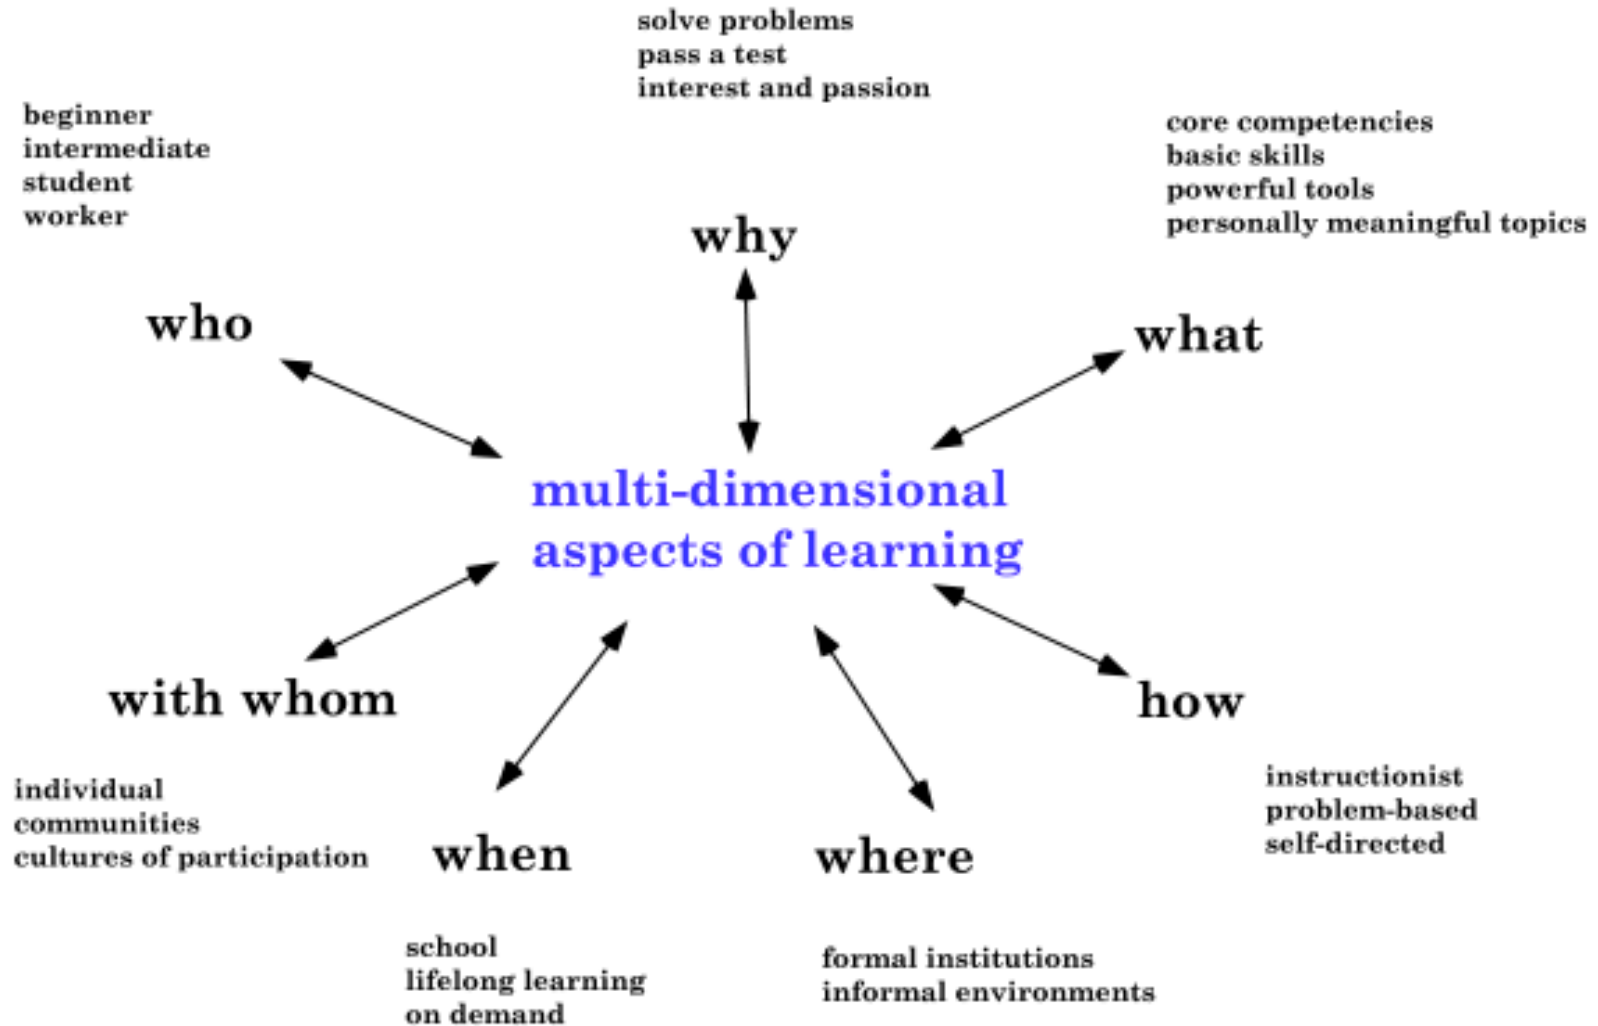 solve problems
pass a test
interest and passion
beginner
intermediate
student
worker
core competencies
basic skills
powerful tools
personally meaningful topics
why
who
what
multi-dimensional
aspects of learning
with whom
how
individual
communities
cultures of participation
instructionist
problem-based
self-directed
when
where
school
lifelong learning
on demand
formal institutions
informal environments